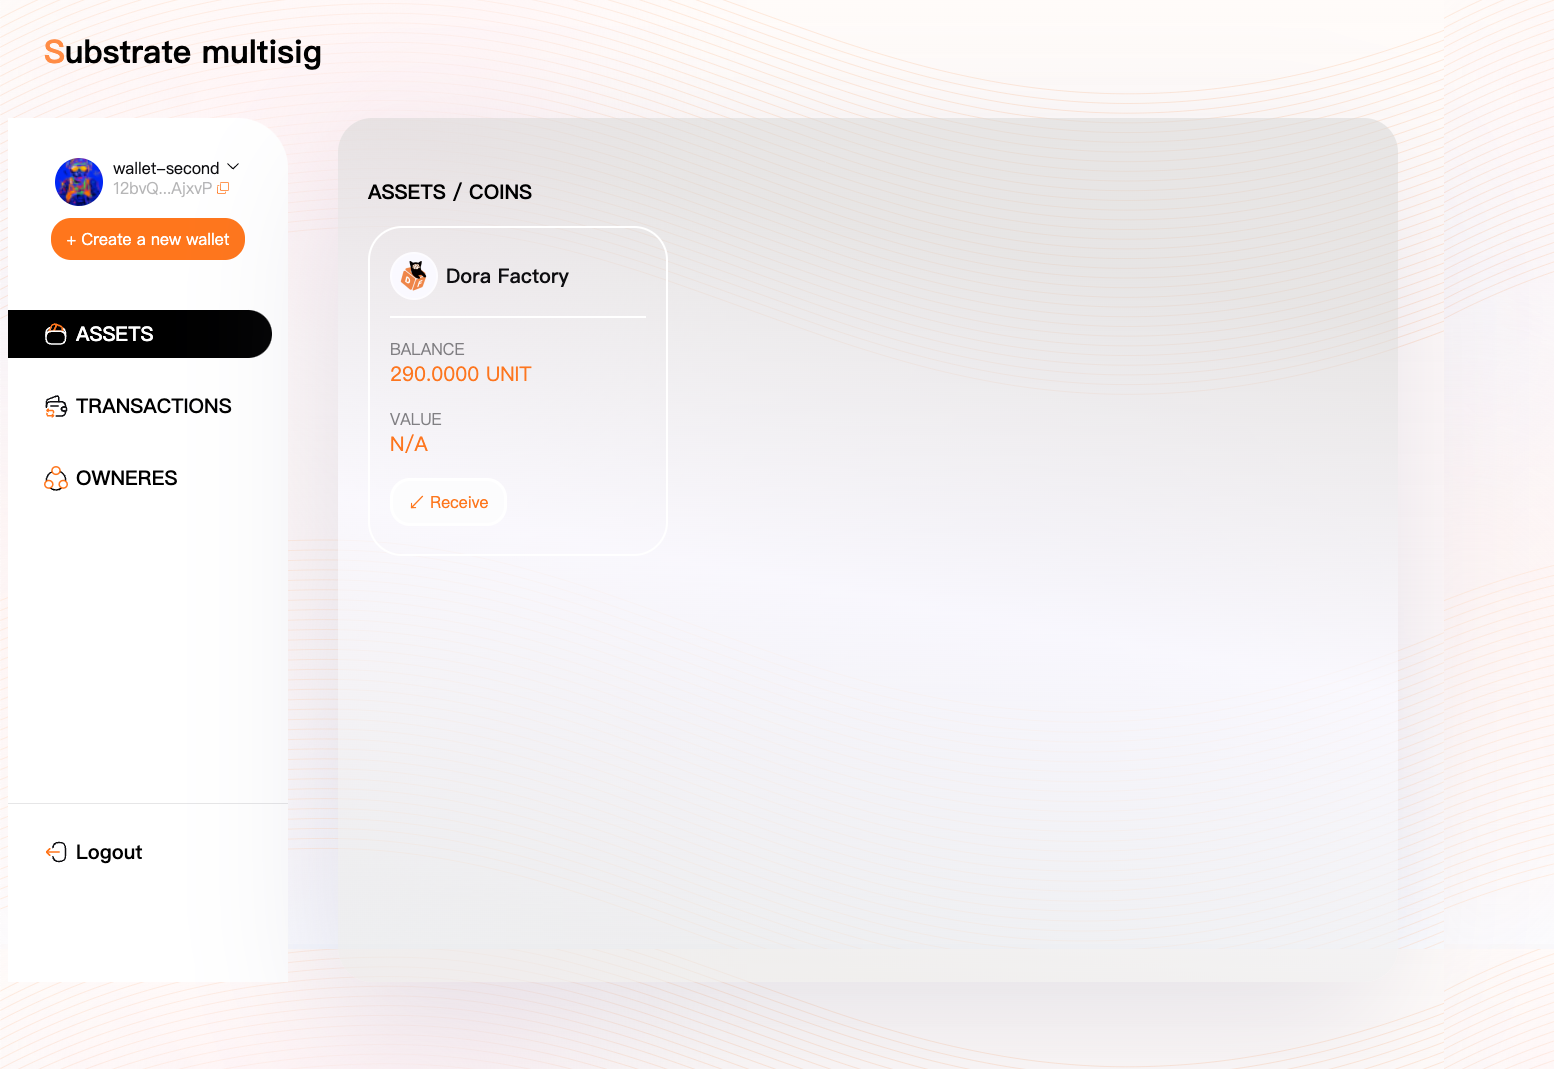 Substrate multisig
wallet-second
12bvQ...AjxvP
+ Create a new wallet
ASSETS
TRANSACTIONS
OWNERES
Logout
ASSETS / COINS
Dora Factory
BALANCE
290.0000 UNIT
VALUE
N/A
Receive